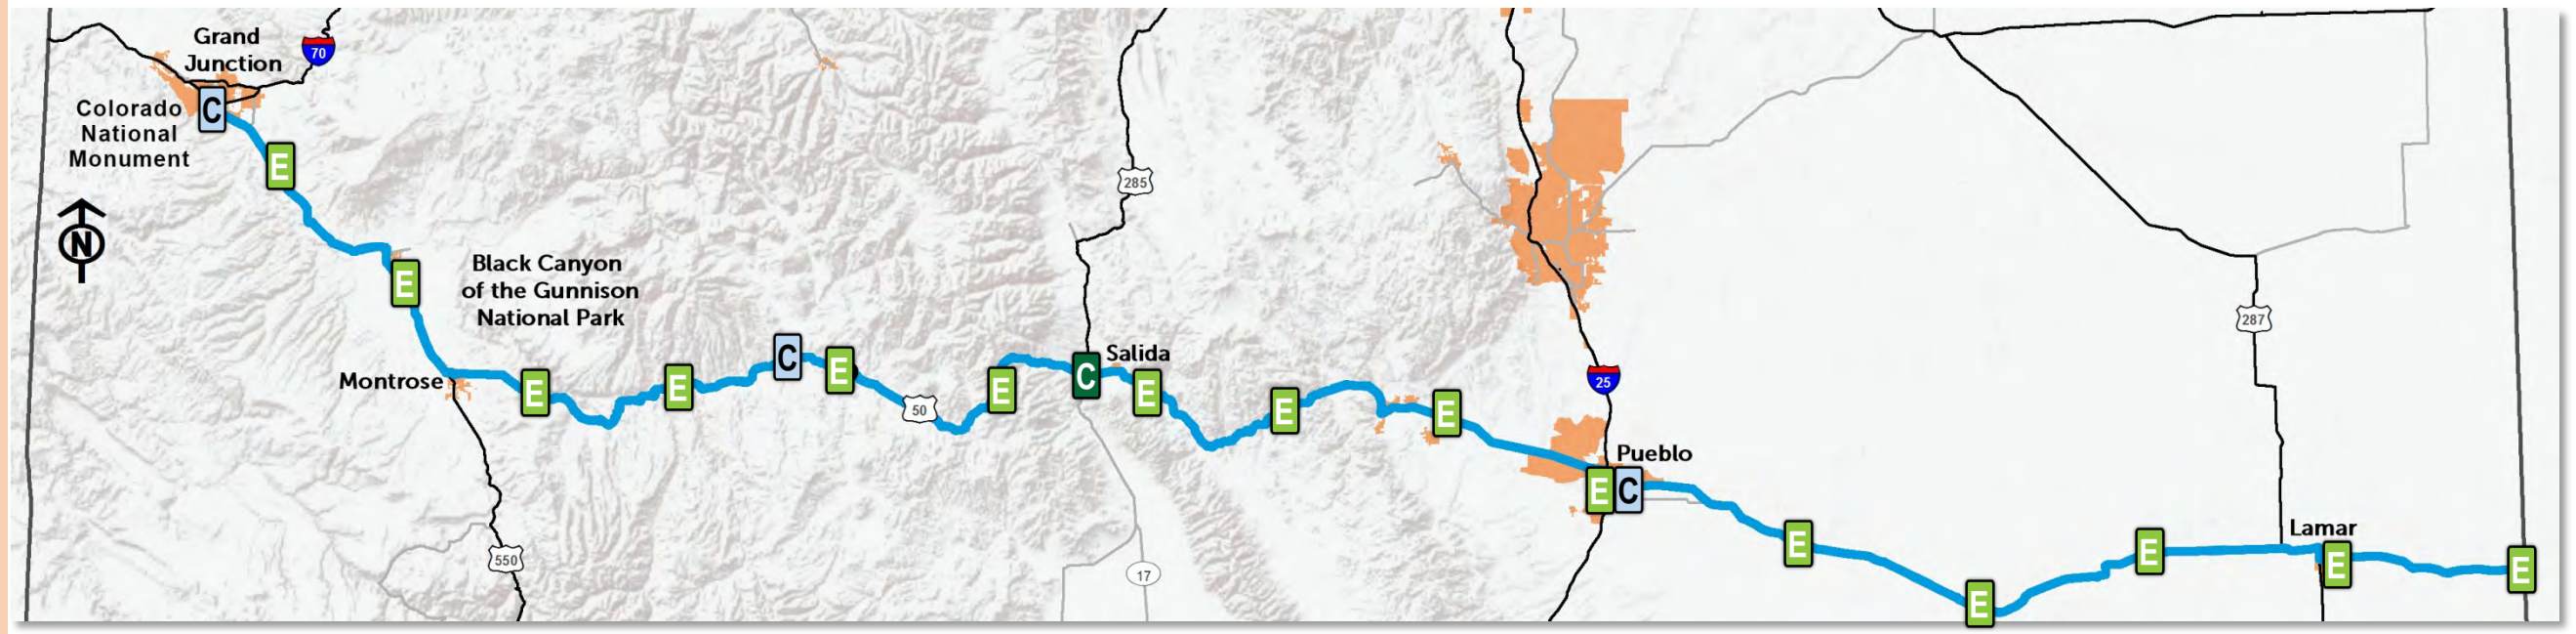 Grand
Junction
70
C
Colorado
National
Monument
E
N
E
Black Canyon
of the Gunnison
National Park
285
Montrose
E
E
C
E
50
E
C
Salida
E
E
E
25
287
Pueblo
E
C
550
17
E
E
E
Lamar
E
E